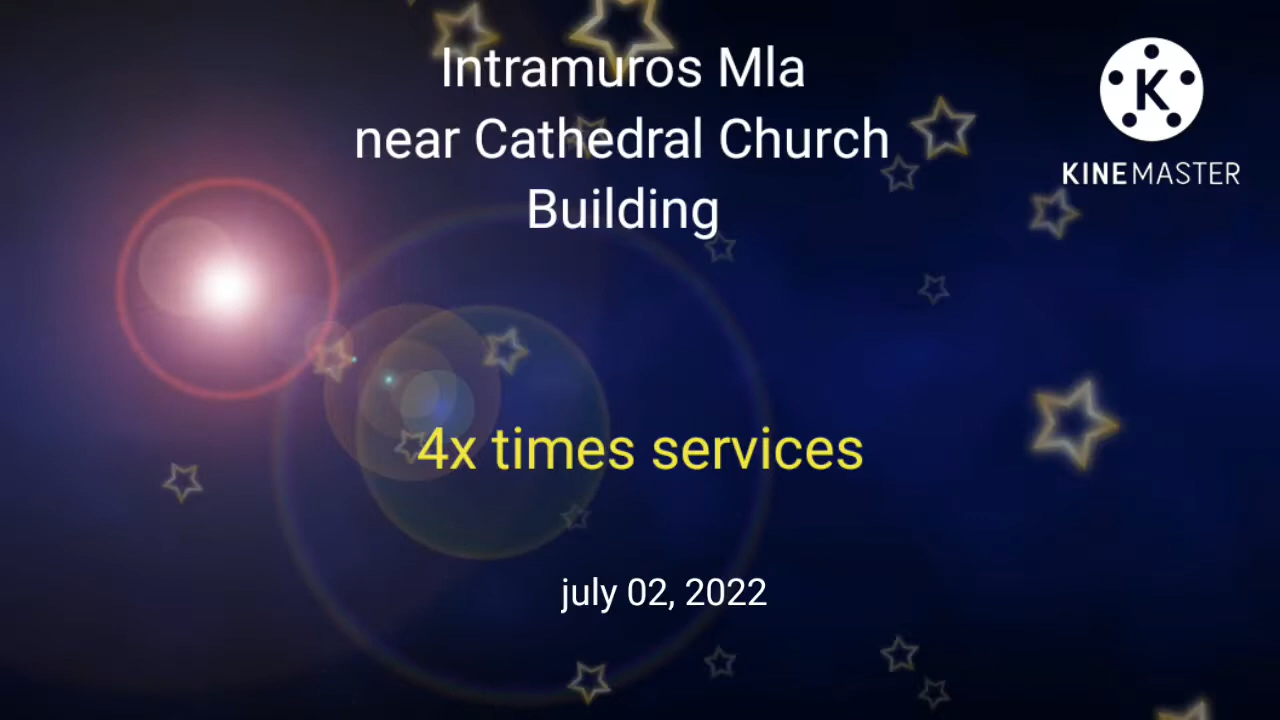 Intramuros Mla
near Cathedral Church
Building
K
KINEMASTER
4x times services
july 02, 2022